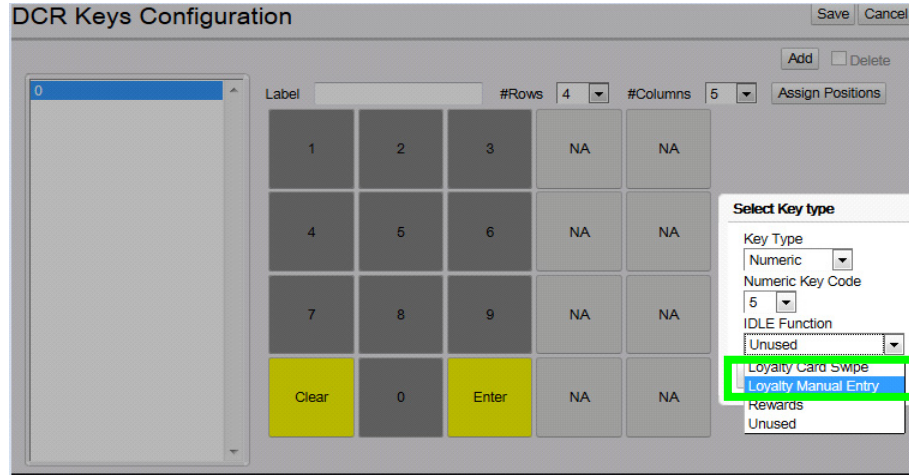 DCR Keys Configuration Save Cancel
Add Delete
0
Label #Rows 4 #Columns 5 Assign Positions
1 2 3 NA NA
4 5 6 NA NA
7 8 9 NA NA
Clear 0 Enter NA NA
Select Key type
Key Type
Numeric
Numeric Key Code
5
IDLE Function
Unused
Loyalty Card Swipe
Loyalty Manual Entry
Rewards
Unused